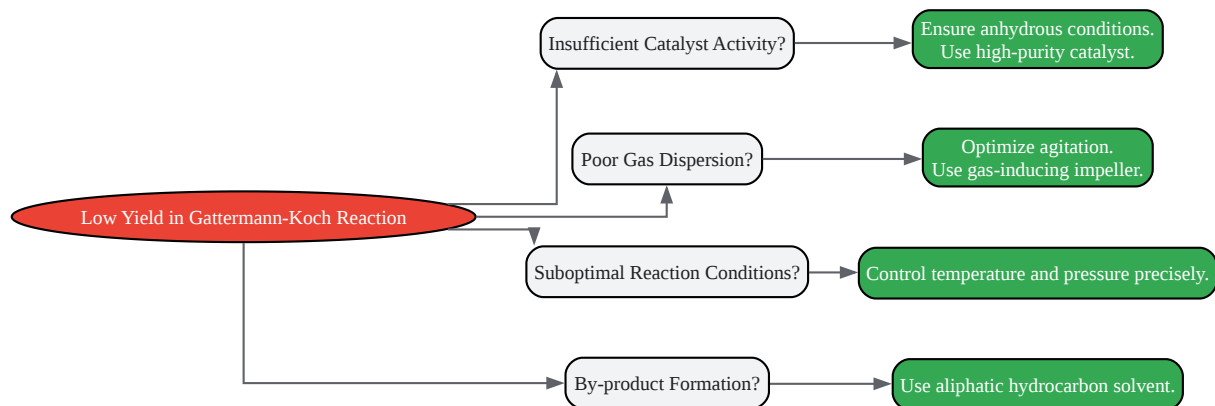 Insufficient Catalyst Activity?
Ensure anhydrous conditions.
Use high-purity catalyst.
Poor Gas Dispersion?
Optimize agitation.
Use gas-inducing impeller.
Low Yield in Gattermann-Koch Reaction
Suboptimal Reaction Conditions?
Control temperature and pressure precisely.
By-product Formation?
Use aliphatic hydrocarbon solvent.